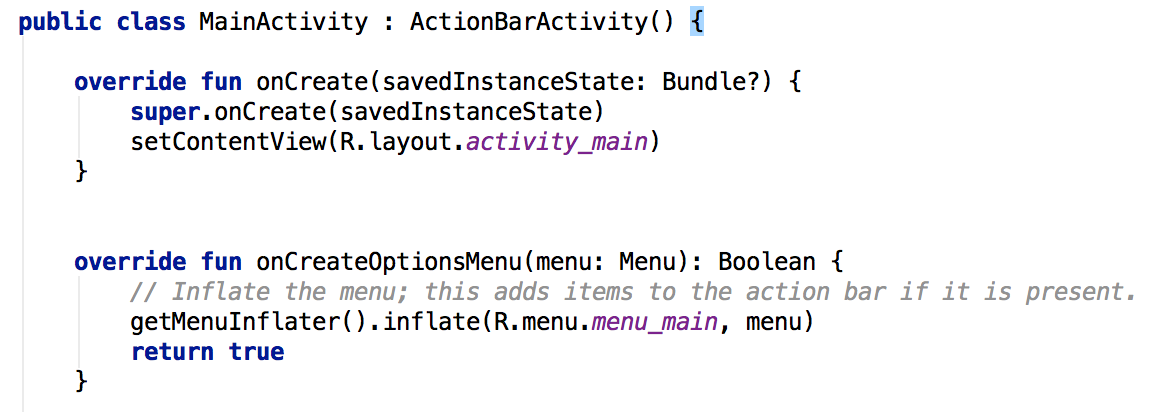 public class MainActivity : ActionBarActivity() {
override fun onCreate(savedInstanceState: Bundle?) {
super.onCreate(savedInstanceState)
setContentView(R.layout.activity_main)
}
override fun onCreateOptionsMenu(menu: Menu): Boolean {
// Inflate the menu; this adds items to the action bar if it is present.
getMenuInflater().inflate(R.menu.menu_main, menu)
return true
}